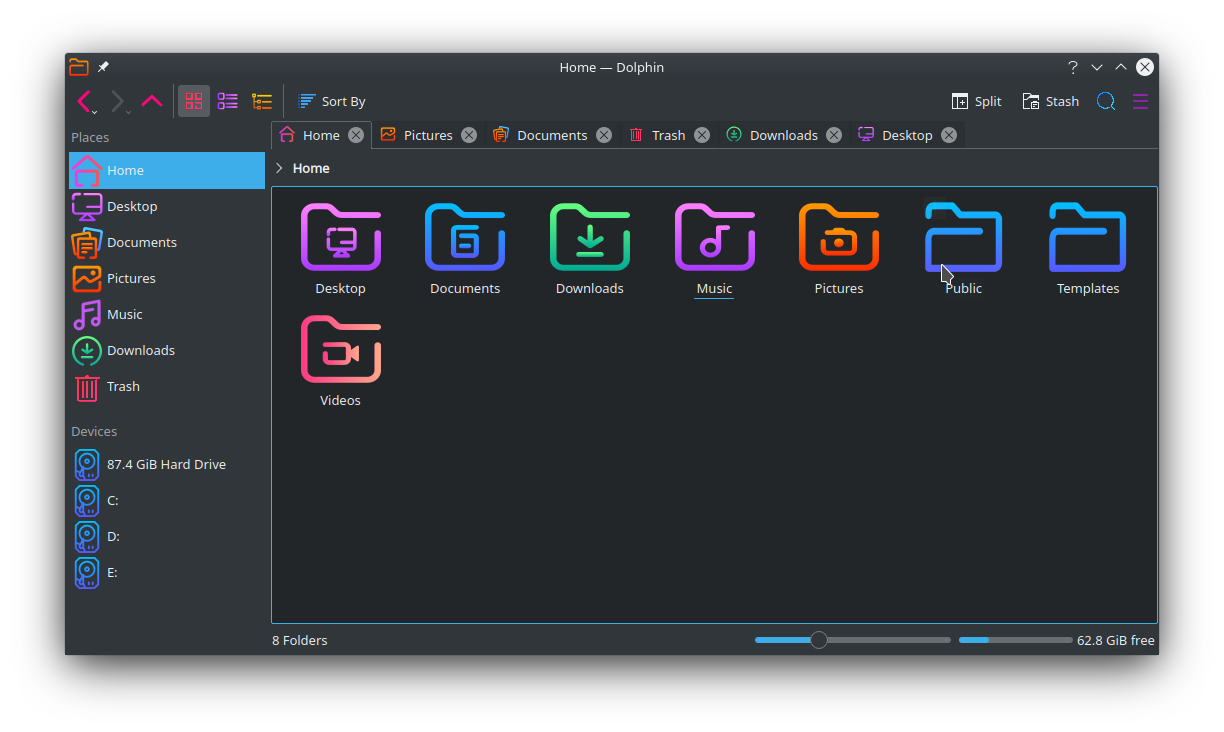 Home — Dolphin ?
Sort By Split Stash
Places
Home
Desktop
Documents
Pictures
Music
Downloads
Trash
Devices
87.4 GiB Hard Drive
C:
D:
E:
Home Pictures Documents Trash Downloads Desktop
Home
Desktop Documents Downloads Music Pictures Public Templates
Videos
8 Folders 62.8 GiB free